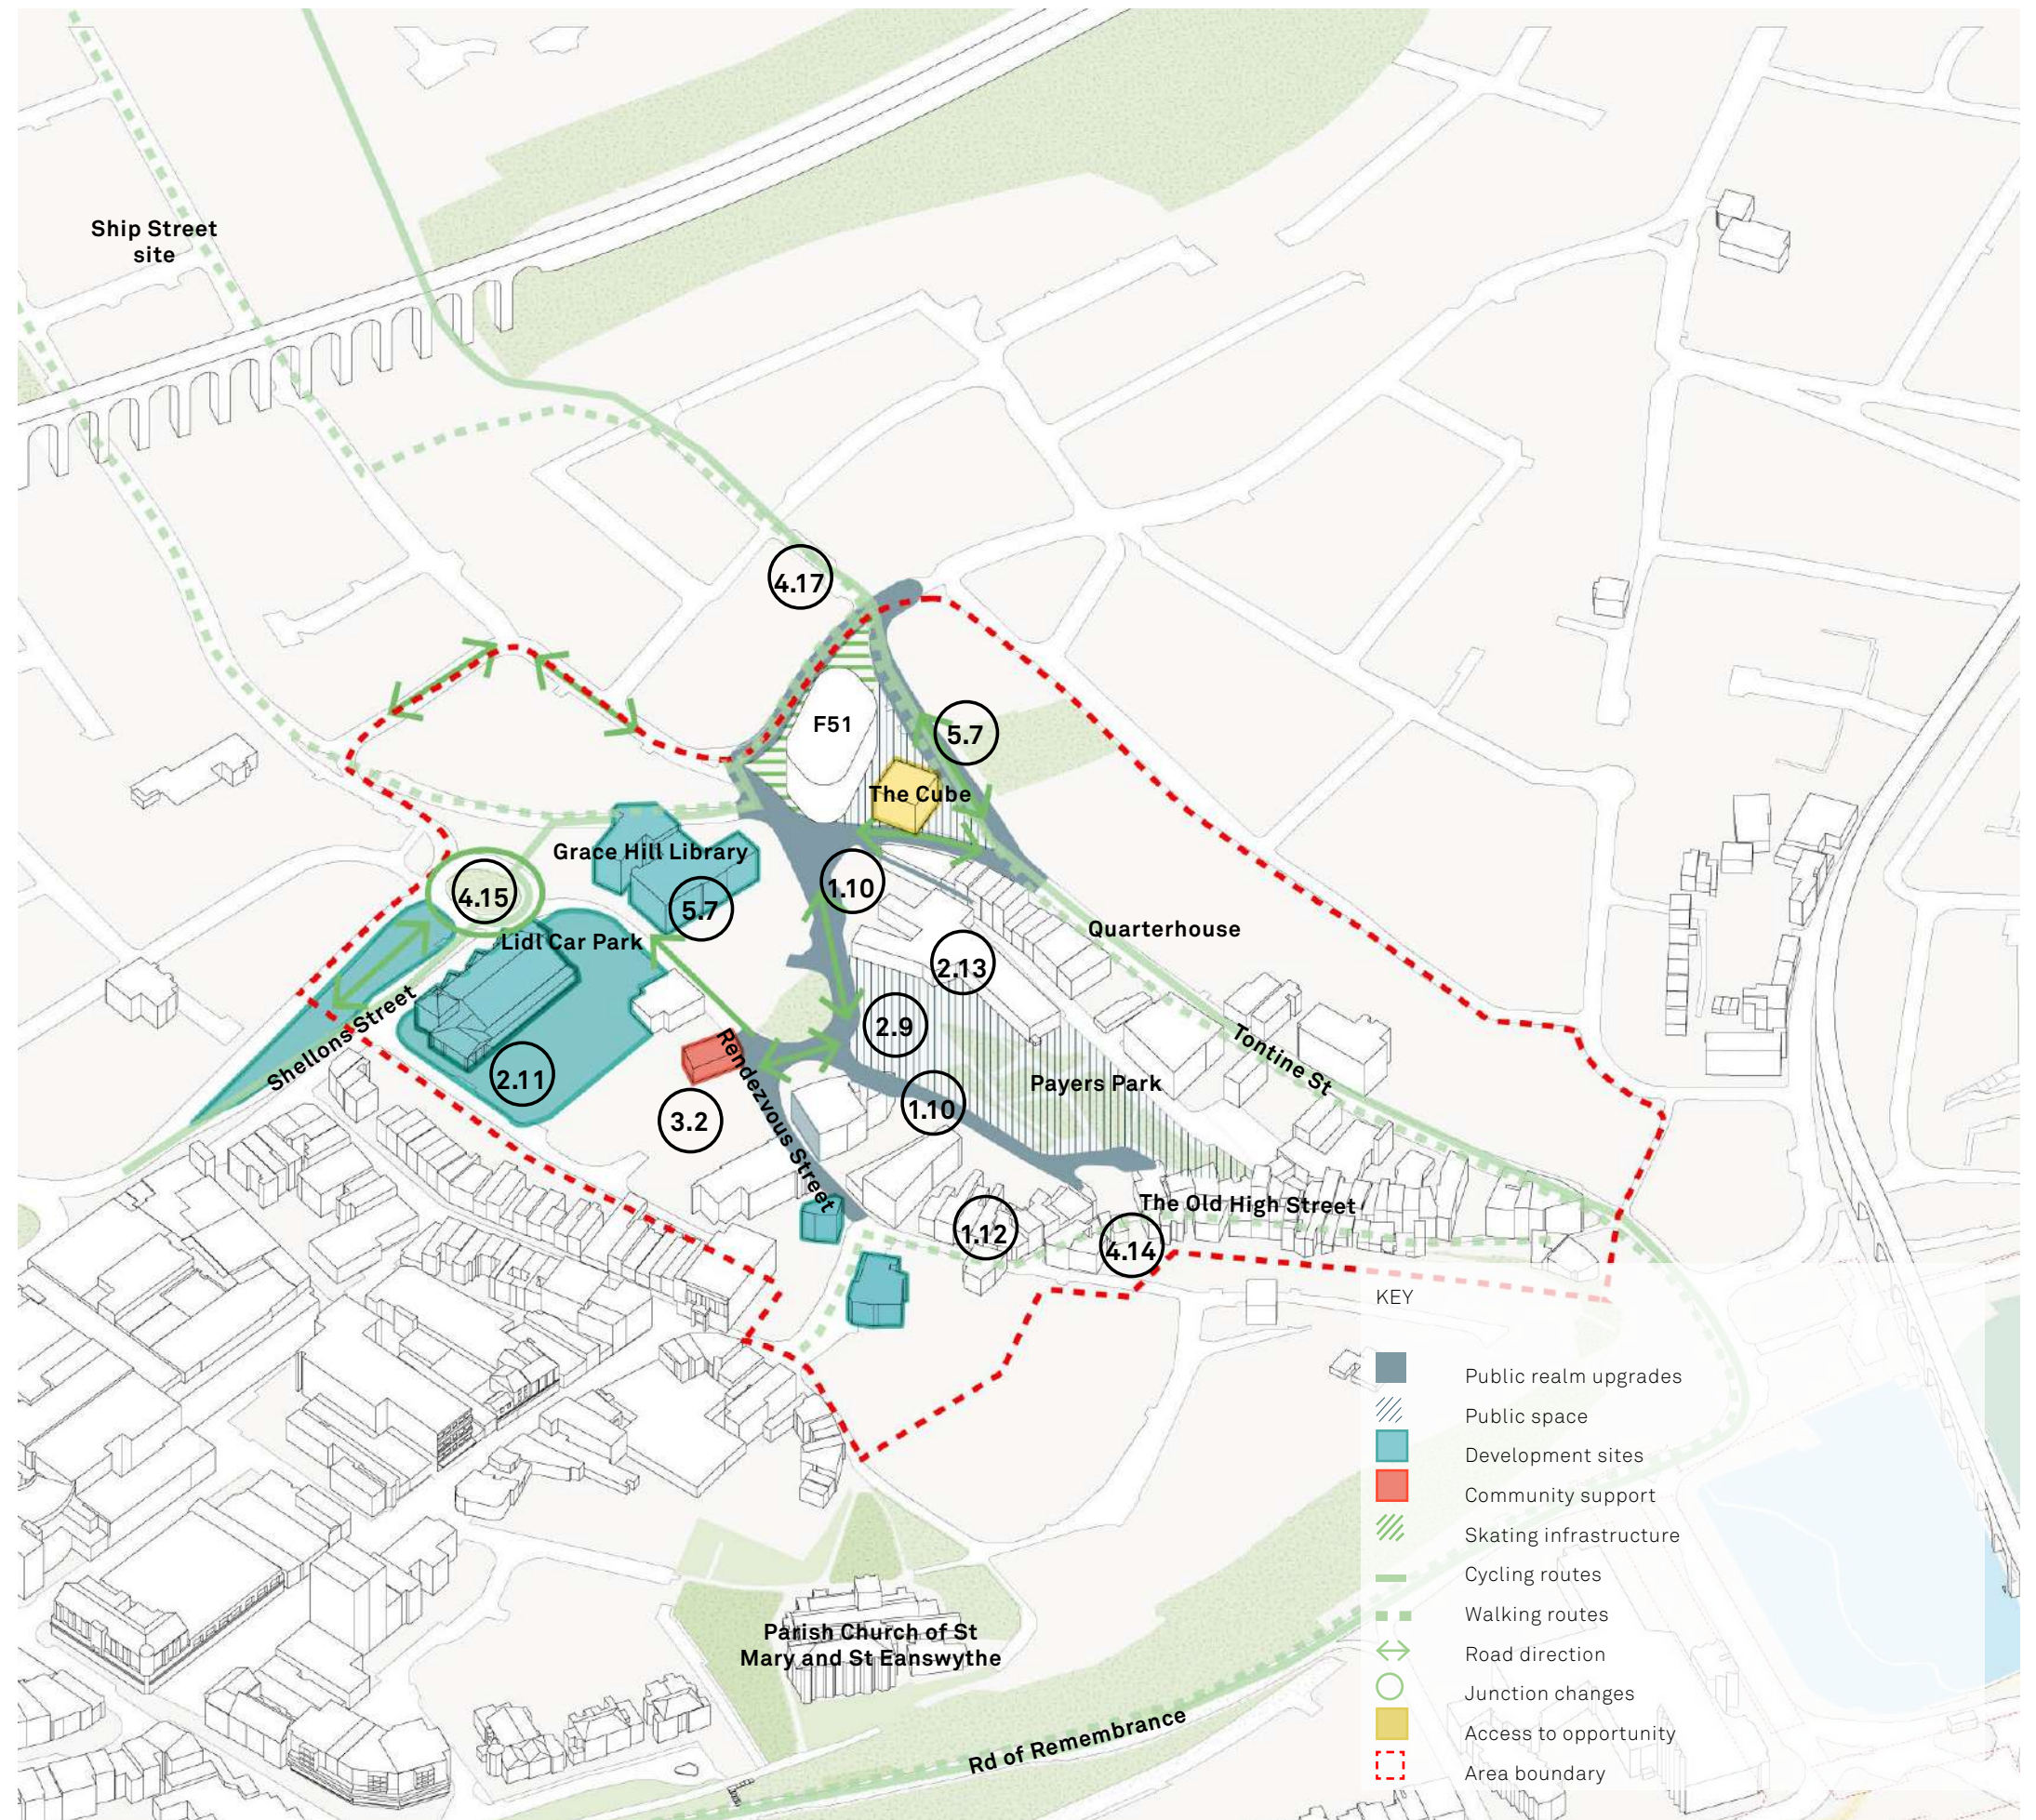 Ship Street
site
4.17
F51
5.7
The Cube
Grace Hill Library
1.10
4.15
5.7
Quarterhouse
Lidl Car Park
2.13
Shellons Street
2.9
Tontine St
2.11
Rendezvous Street
Payers Park
3.2
1.10
The Old High Street
1.12
4.14
KEY
Public realm upgrades
Public space
Development sites
Community support
Skating infrastructure
Cycling routes
Walking routes
Road direction
Junction changes
Access to opportunity
Area boundary
Parish Church of St
Mary and St Eanswythe
Rd of Remembrance